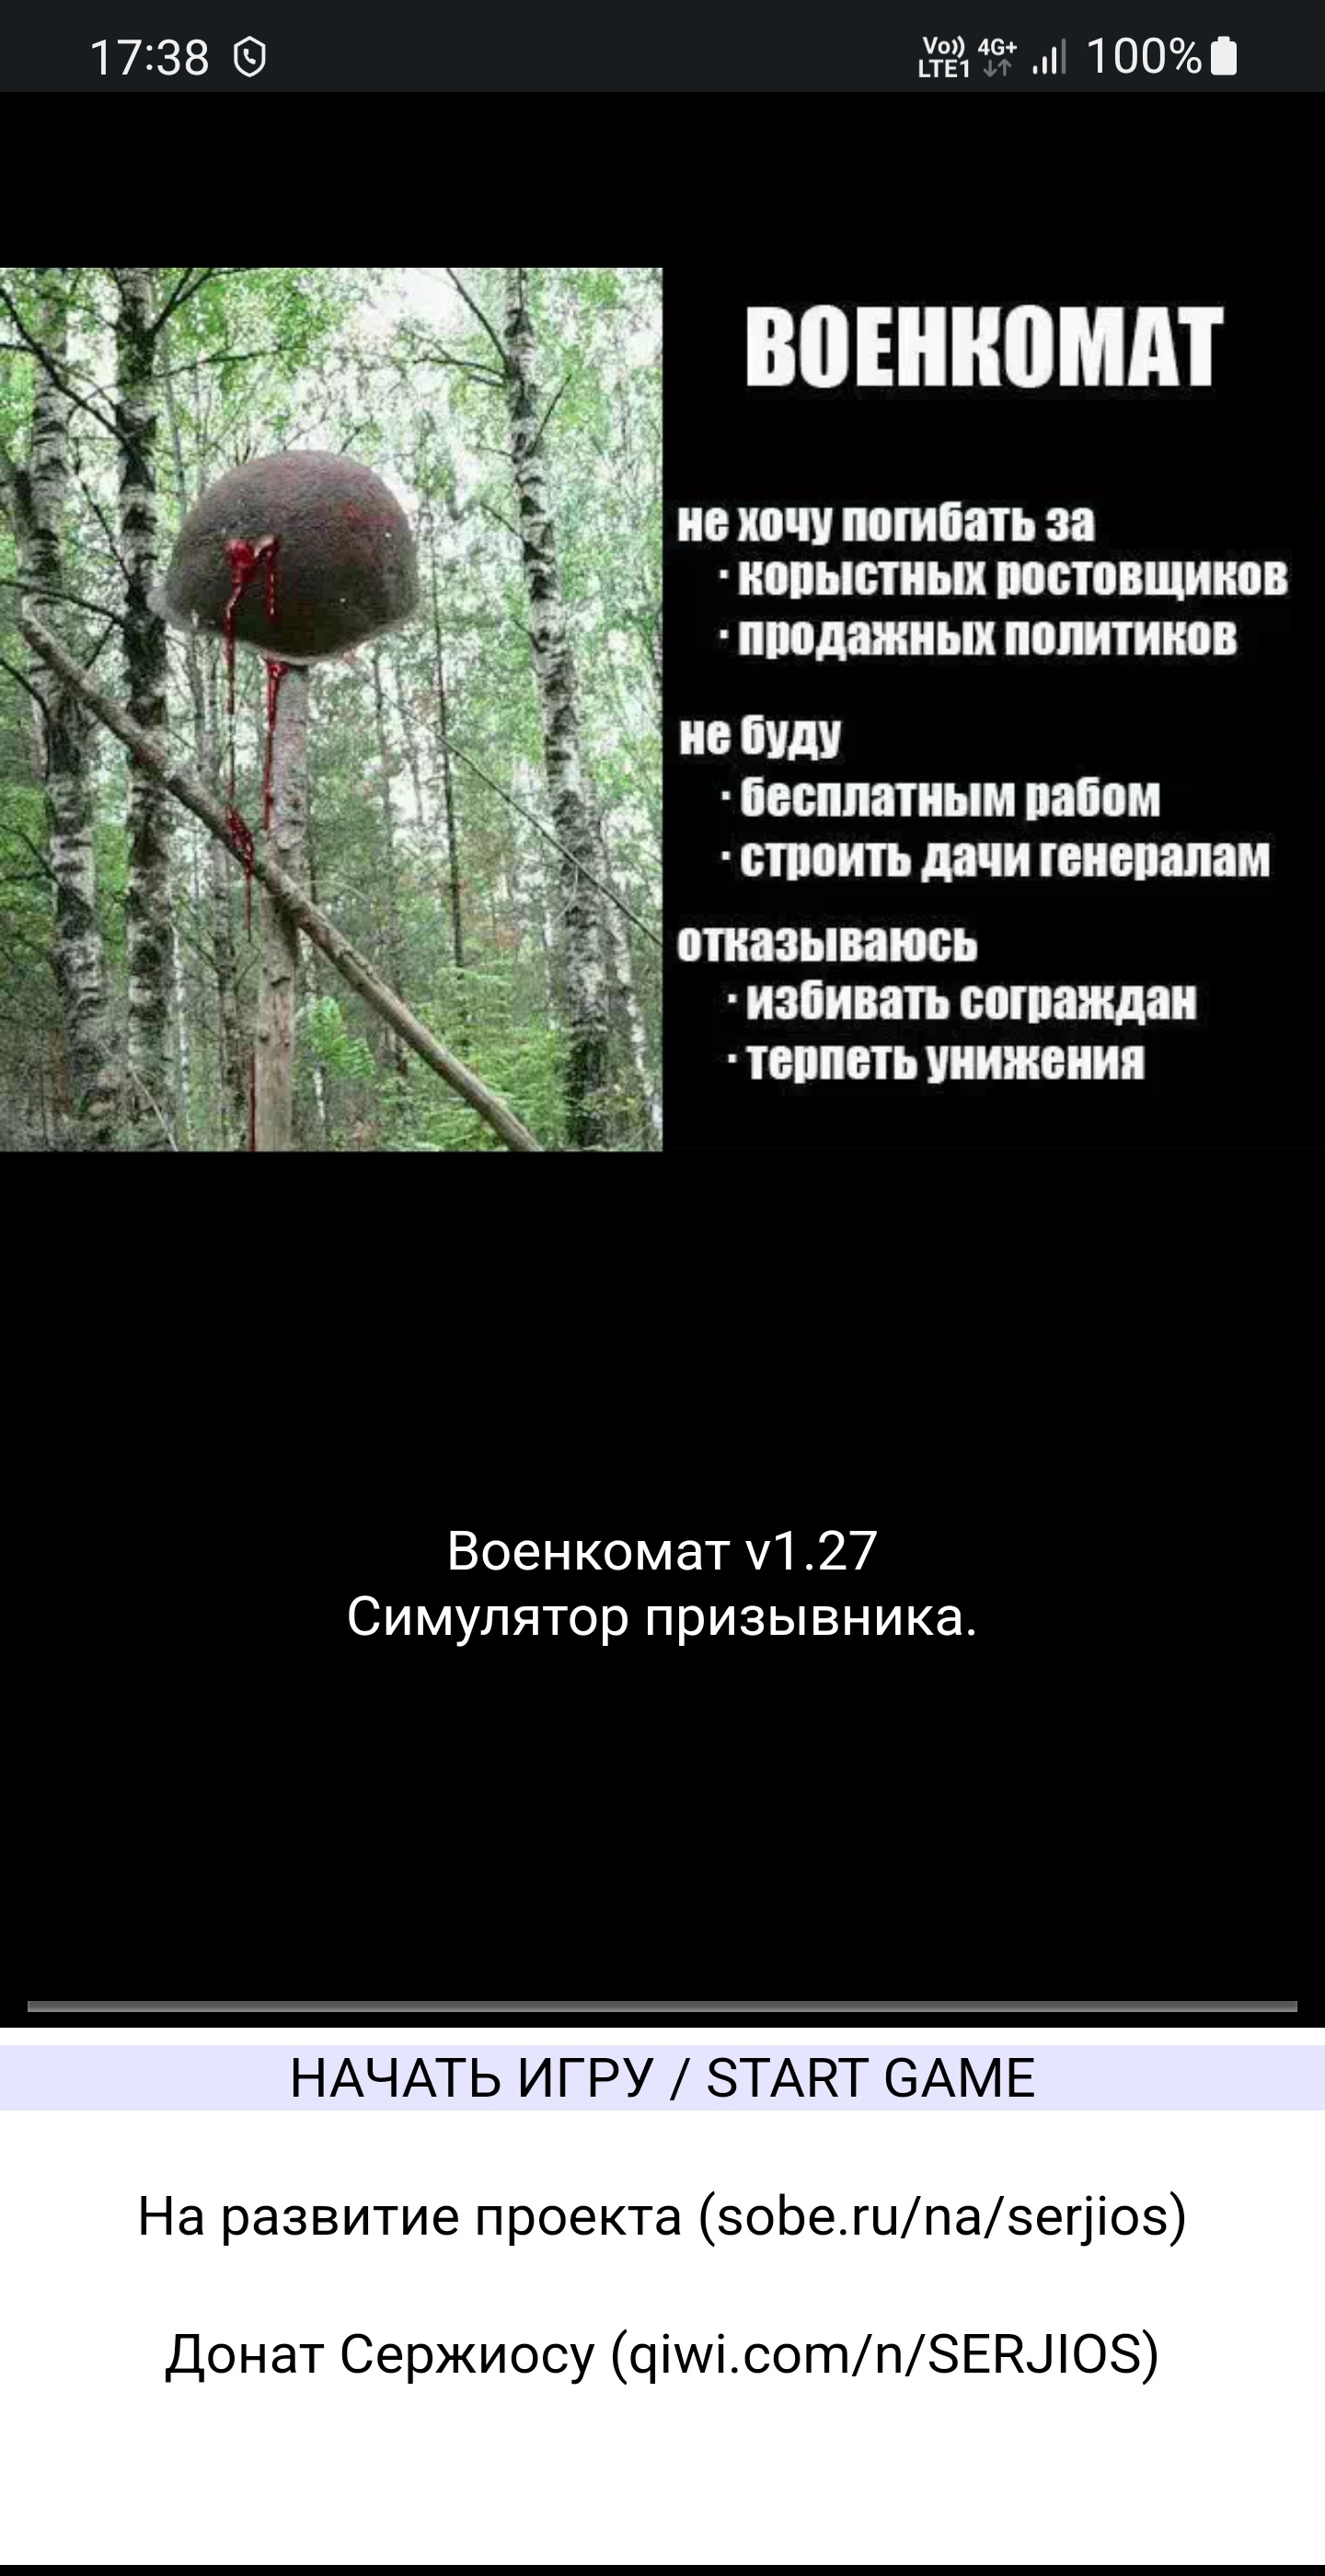 17:38
Vo)) 4G+
LTE1
100%
ВОЕНКОМАТ
не хочу погибать за
· корыстных ростовщиков
· продажных политиков
не буду
· бесплатным рабом
· строить дачи генералам
отказываюсь
· избивать сограждан
· терпеть унижения
Военкомат v1.27
Симулятор призывника.
НАЧАТЬ ИГРУ / START GAME
На развитие проекта (sobe.ru/na/serjios)
Донат Сержиосу (qiwi.com/n/SERJIOS)